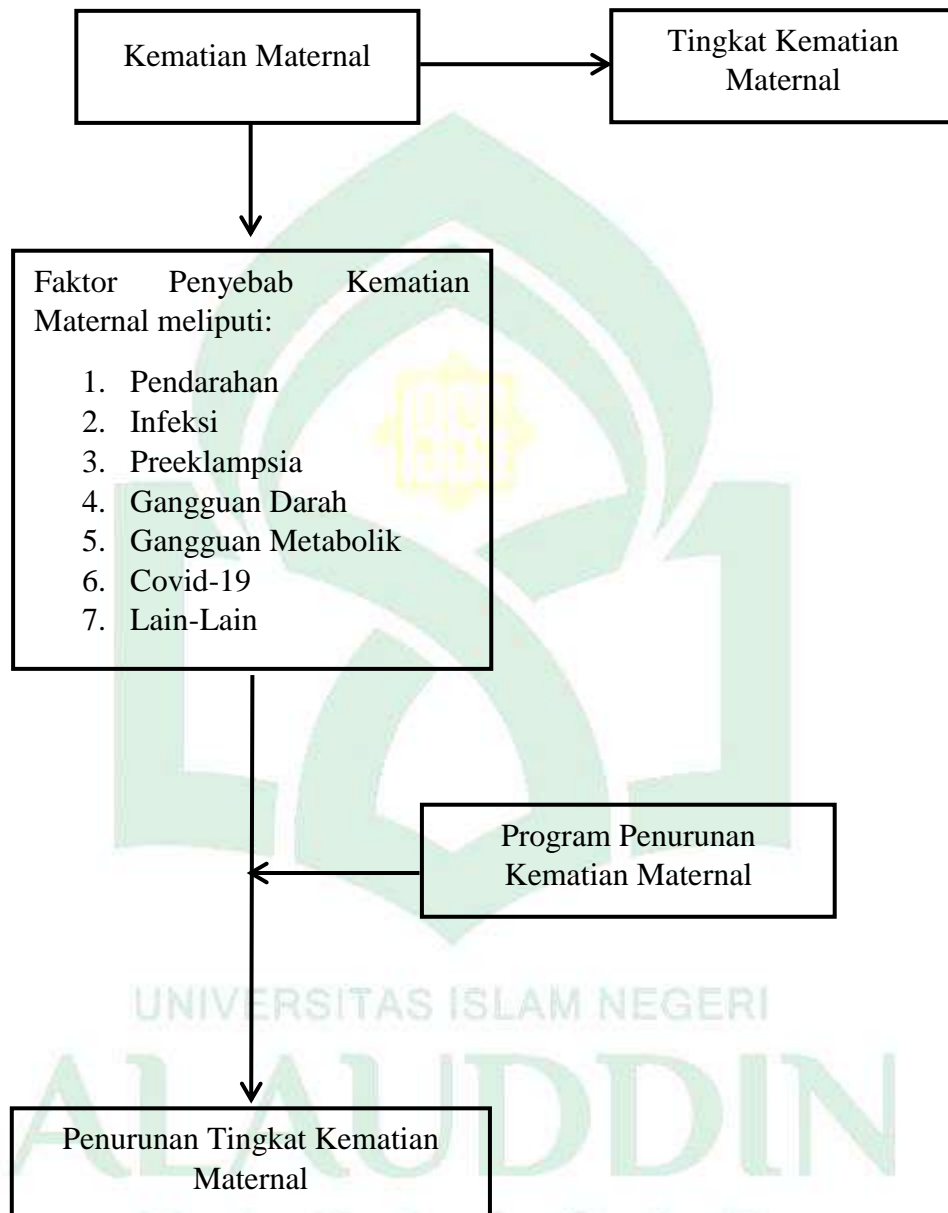 Kematian Maternal
Tingkat Kematian
Maternal
Faktor Penyebab Kematian
Maternal meliputi:
1. Pendarahan
2. Infeksi
3. Preeklampsia
4. Gangguan Darah
5. Gangguan Metabolik
6. Covid-19
7. Lain-Lain
Program Penurunan
Kematian Maternal
UNIVERSITAS ISLAM NEGERI
ALAUDDIN
Penurunan Tingkat Kematian
Maternal